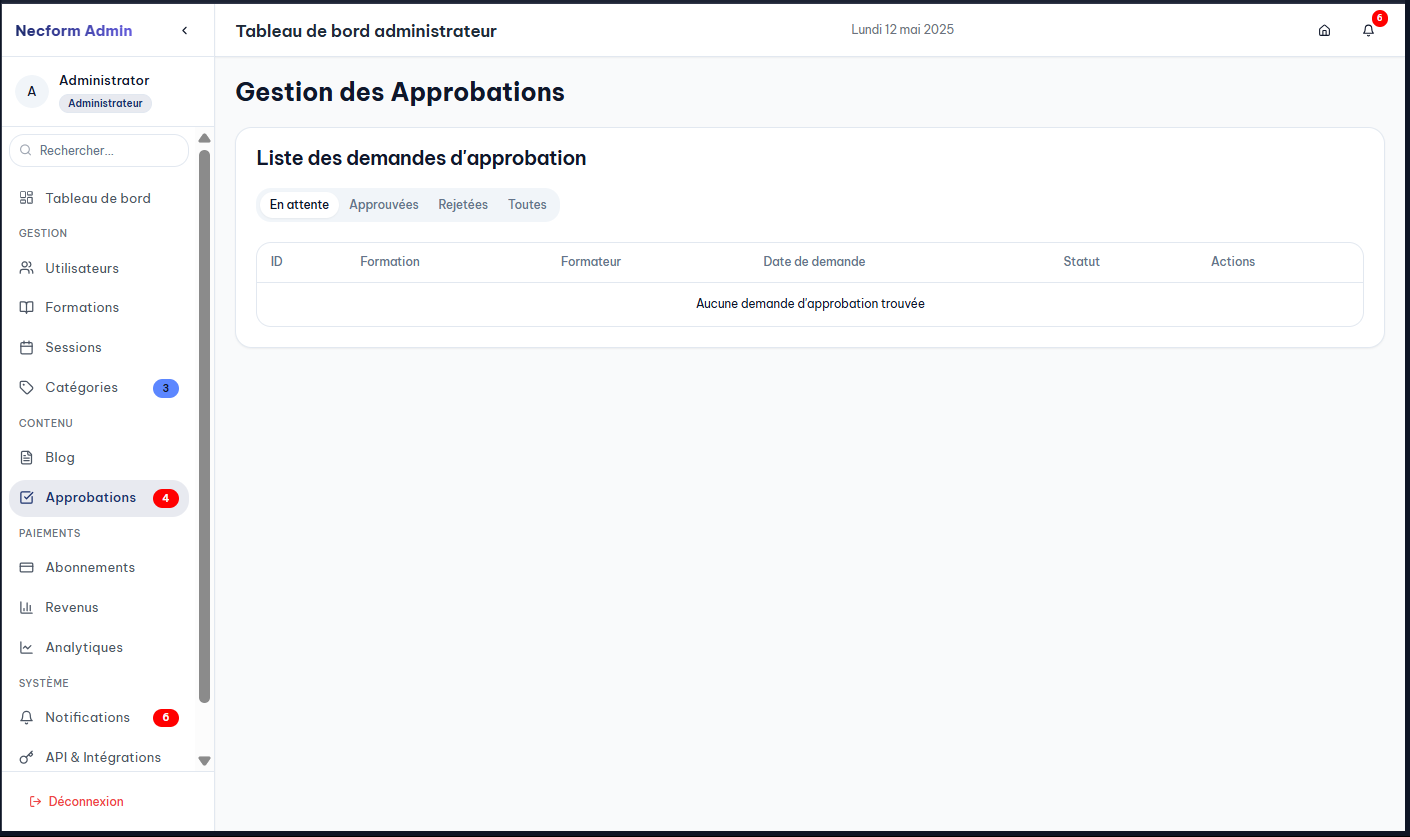 Necform Admin
Tableau de bord administrateur
Lundi 12 mai 2025
6
A
Administrator
Administrateur
Rechercher...
Tableau de bord
GESTION
Utilisateurs
Formations
Sessions
Catégories 3
CONTENU
Blog
Approbations 4
PAIEMENTS
Abonnements
Revenus
Analytiques
SYSTÈME
Notifications 6
API & Intégrations
Déconnexion
Gestion des Approbations
Liste des demandes d'approbation
En attente Approuvées Rejetées Toutes
ID Formation Formateur Date de demande Statut Actions
Aucune demande d'approbation trouvée